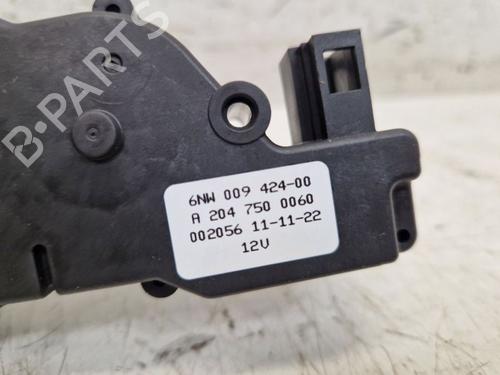 B-PARTS
6NW 009 424-00
A 204 750 0060
002056 11-11-22
12V